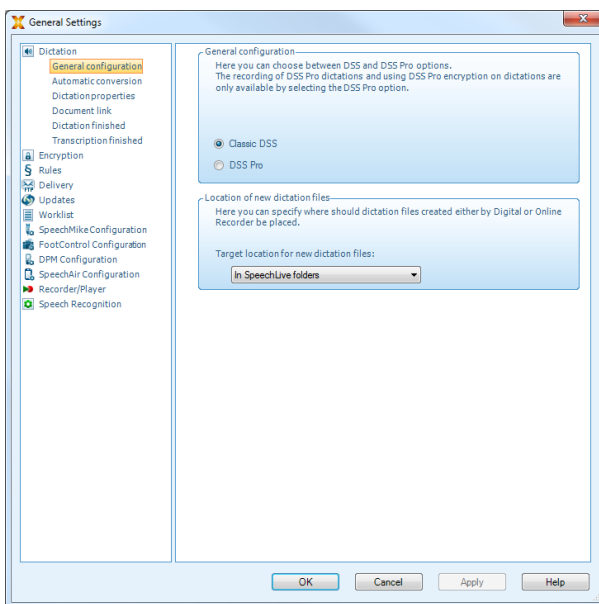 General Settings
Dictation
General configuration
Automatic conversion
Dictation properties
Document link
Dictation finished
Transcription finished
Encryption
Rules
Delivery
Updates
Worklist
SpeechMike Configuration
FootControl Configuration
DPM Configuration
SpeechAir Configuration
Recorder/Player
Speech Recognition
General configuration
Here you can choose between DSS and DSS Pro options.
The recording of DSS Pro dictations and using DSS Pro encryption on dictations are
only available by selecting the DSS Pro option.
Classic DSS
DSS Pro
Location of new dictation files
Here you can specify where should dictation files created either by Digital or Online
Recorder be placed.
Target location for new dictation files:
In SpeechLive folders
OK
Cancel
Apply
Help